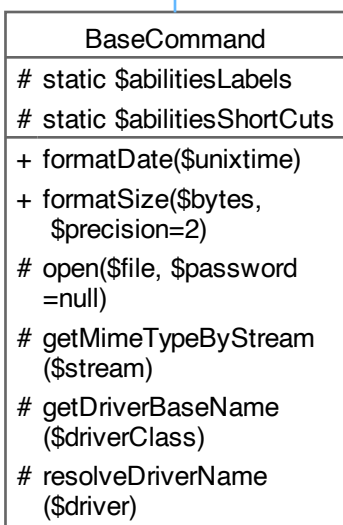 BaseCommand
# static $abilitiesLabels
# static $abilitiesShortCuts
+ formatDate($unixtime)
+ formatSize($bytes,
$precision=2)
# open($file, $password
=null)
# getMimeTypeByStream
($stream)
# getDriverBaseName
($driverClass)
# resolveDriverName
($driver)